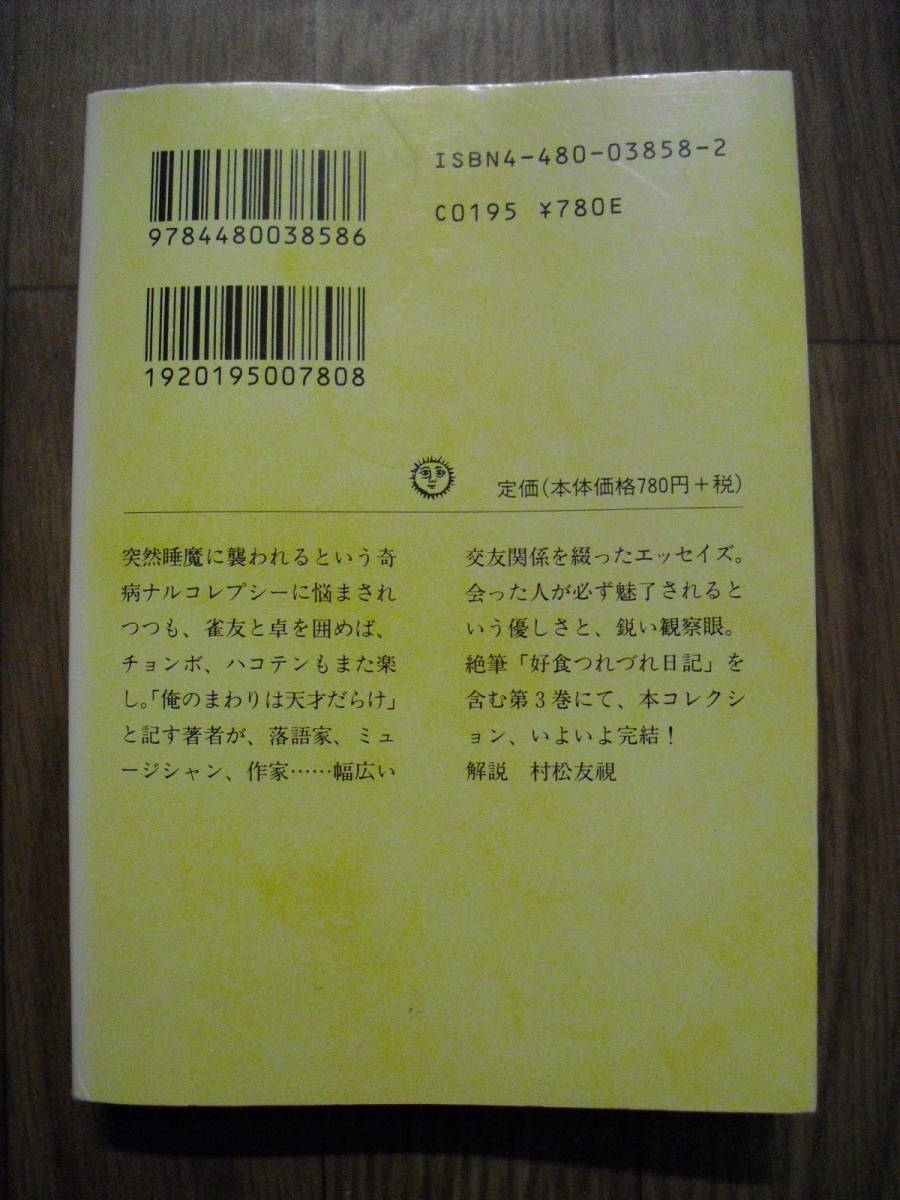 ISBN4-480-03858-2
C0195 ¥780E
9784480038586
1920195007808
定価(本体価格780円+税)
突然睡魔に襲われるという奇
病ナルコレプシーに悩まされ
つつも、雀友と卓を囲めば、
チョンボ、ハコテンもまた楽
し。「俺のまわりは天才だらけ」
と記す著者が、落語家、ミュ
ージシャン、作家……幅広い
交友関係を綴ったエッセイズ。
会った人が必ず魅了されると
いう優しさと、鋭い観察眼。
絶筆「好食つれづれ日記」を
含む第3巻にて、本コレクシ
ョン、いよいよ完結!
解説　村松友視